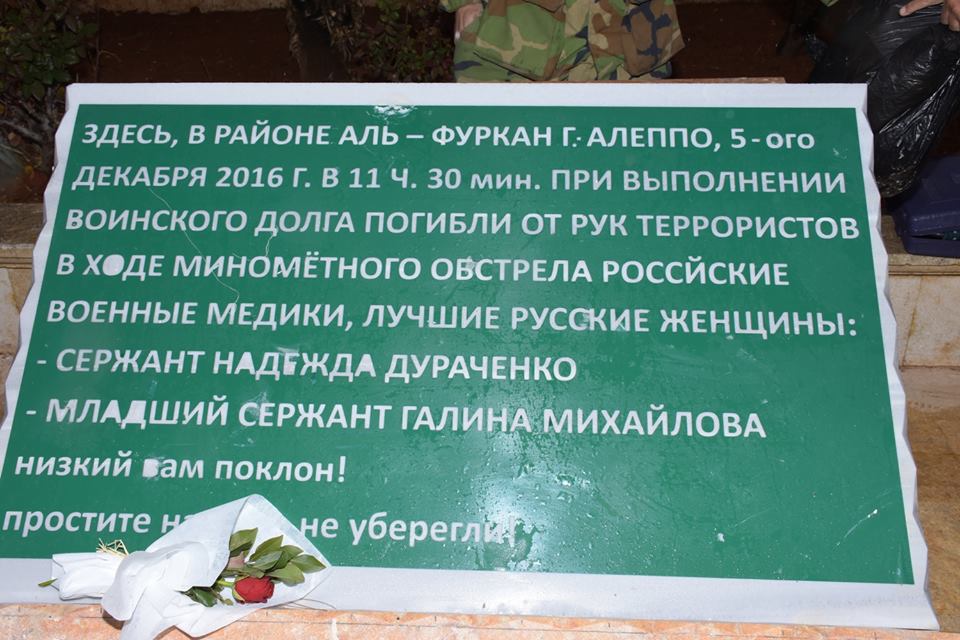 ЗДЕСЬ, В РАЙОНЕ АЛЬ – ФУРКАН Г. АЛЕППО, 5-ого
ДЕКАБРЯ 2016 Г. В 11 Ч. 30 мин. ПРИ ВЫПОЛНЕНИИ
ВОИНСКОГО ДОЛГА ПОГИБЛИ ОТ РУК ТЕРРОРИСТОВ
В ХОДЕ МИНОМЁТНОГО ОБСТРЕЛА РОССЙСКИЕ
ВОЕННЫЕ МЕДИКИ, ЛУЧШИЕ РУССКИЕ ЖЕНЩИНЫ:
- СЕРЖАНТ НАДЕЖДА ДУРАЧЕНКО
- МЛАДШИЙ СЕРЖАНТ ГАЛИНА МИХАЙЛОВА
низкий вам поклон!
простите не уберегли!